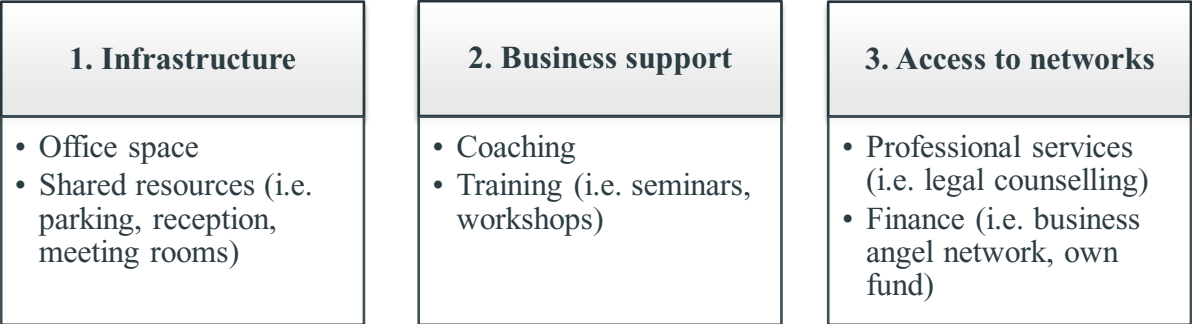 1. Infrastructure
• Office space
• Shared resources (i.e.
parking, reception,
meeting rooms)
2. Business support
• Coaching
• Training (i.e. seminars,
workshops)
3. Access to networks
• Professional services
(i.e. legal counselling)
• Finance (i.e. business
angel network, own
fund)